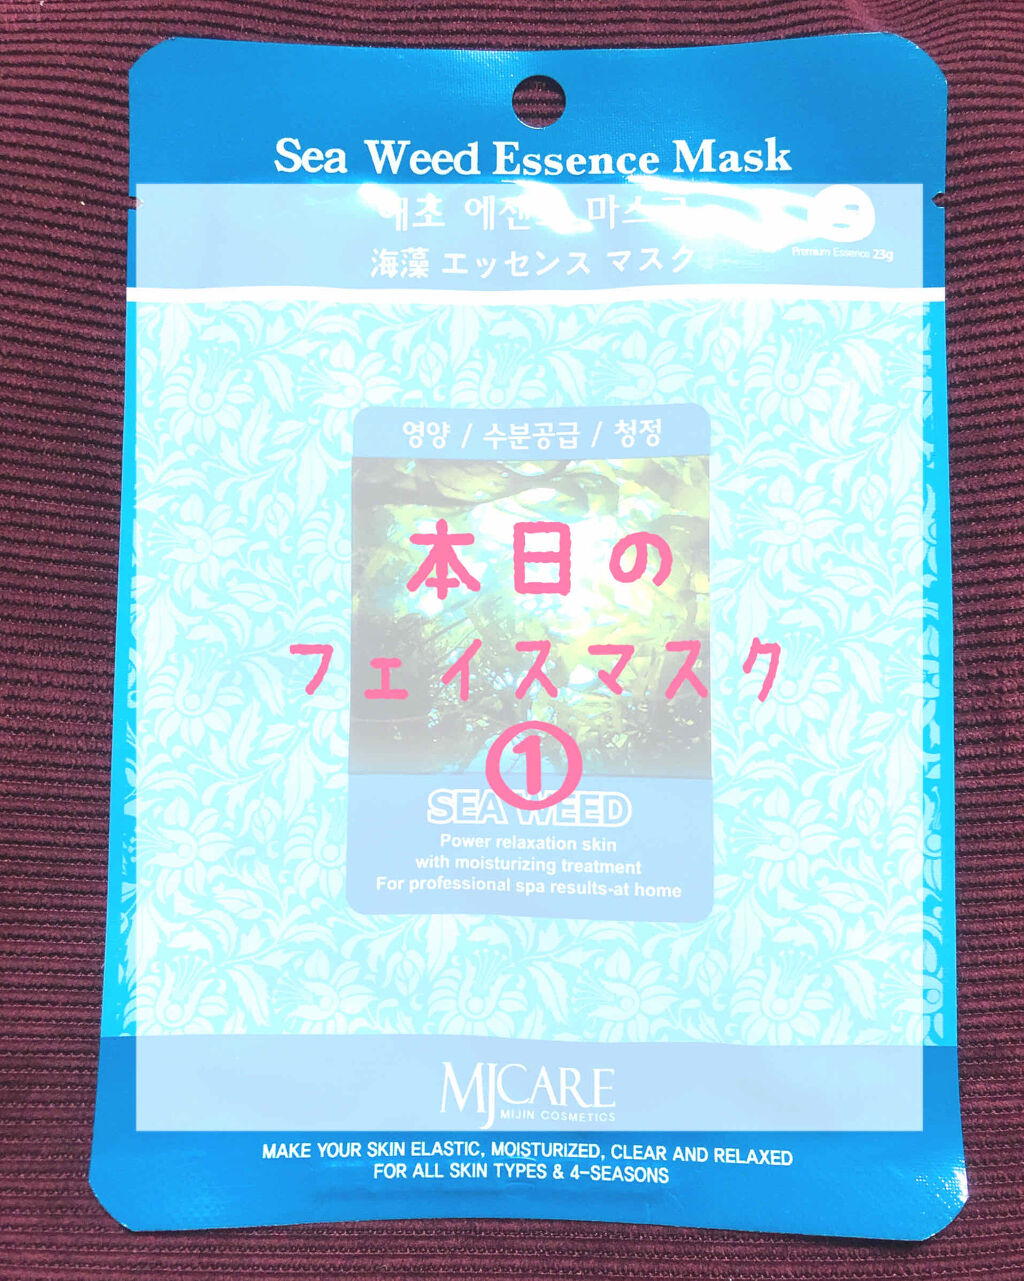 Sea Weed Essence Mask
해초 에센스 마스크
海藻 エッセンス マスク
Premium Essence 23g
영양 / 수분공급 / 청정
本日の
フェイスマスク
①
SEA WEED
Power relaxation skin
with moisturizing treatment
For professional spa results-at home
MJCARE
MIJIN COSMETICS
MAKE YOUR SKIN ELASTIC, MOISTURIZED, CLEAR AND RELAXED
FOR ALL SKIN TYPES & 4-SEASONS